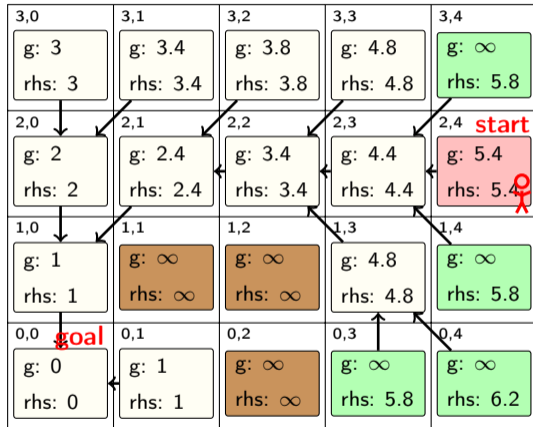 3,0
g: 3
rhs: 3
3,1
g: 3.4
rhs: 3.4
3,2
g: 3.8
rhs: 3.8
3,3
g: 4.8
rhs: 4.8
3,4
g: ∞
rhs: 5.8
2,0
g: 2
rhs: 2
2,1
g: 2.4
rhs: 2.4
2,2
g: 3.4
rhs: 3.4
2,3
g: 4.4
rhs: 4.4
2,4 start
g: 5.4
rhs: 5.4
1,0
g: 1
rhs: 1
1,1
g: ∞
rhs: ∞
1,2
g: ∞
rhs: ∞
1,3
g: 4.8
rhs: 4.8
1,4
g: ∞
rhs: 5.8
0,0 goal
g: 0
rhs: 0
0,1
g: 1
rhs: 1
0,2
g: ∞
rhs: ∞
0,3
g: ∞
rhs: 5.8
0,4
g: ∞
rhs: 6.2